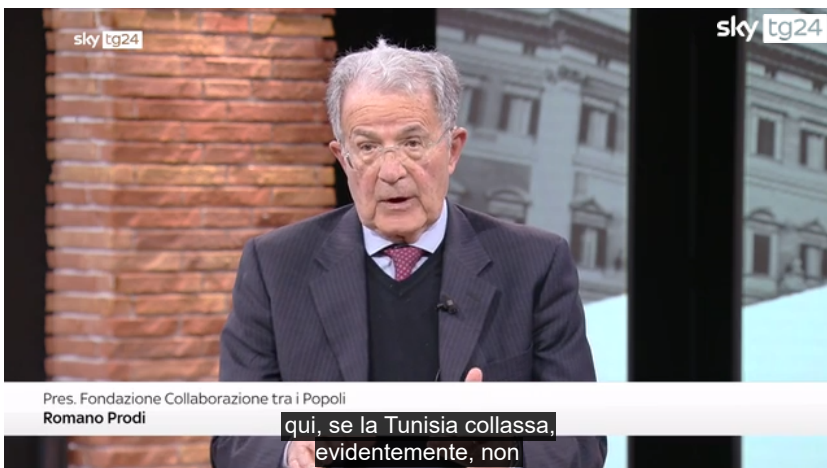 sky tg24
sky tg24
Pres. Fondazione Collaborazione tra i Popoli
Romano Prodi
qui, se la Tunisia collassa,
evidentemente, non